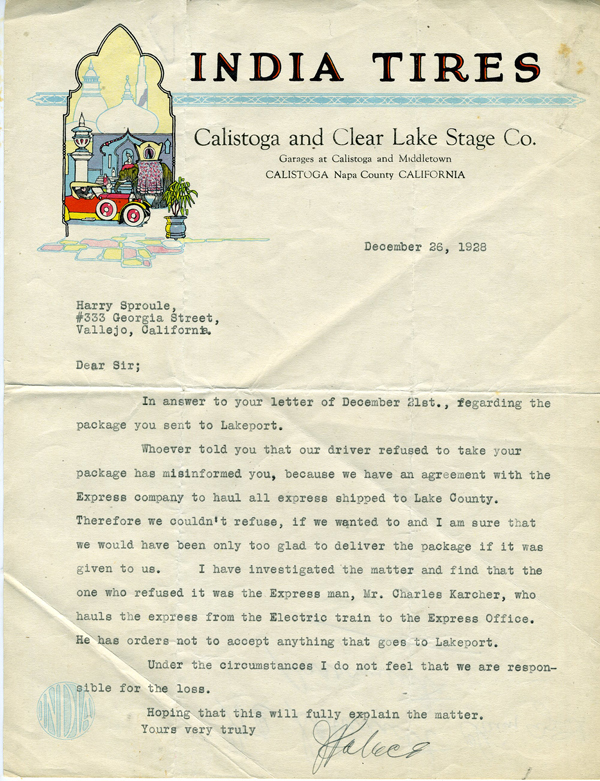 INDIA TIRES
Calistoga and Clear Lake Stage Co.
Garages at Calistoga and Middletown
CALISTOGA Napa County CALIFORNIA
December 26, 1928
Harry Sproule,
#333 Georgia Street,
Vallejo, California.
Dear Sir;
In answer to your letter of December 21st., regarding the
package you sent to Lakeport.
Whoever told you that our driver refused to take your
package has misinformed you, because we have an agreement with the
Express company to haul all express shipped to Lake County.
Therefore we couldn't refuse, if we wanted to and I am sure that
we would have been only too glad to deliver the package if it was
given to us. I have investigated the matter and find that the
one who refused it was the Express man, Mr. Charles Karcher, who
hauls the express from the Electric train to the Express Office.
He has orders not to accept anything that goes to Lakeport.
Under the circumstances I do not feel that we are respon-
sible for the loss.
Hoping that this will fully explain the matter.
Yours very truly
INDIA